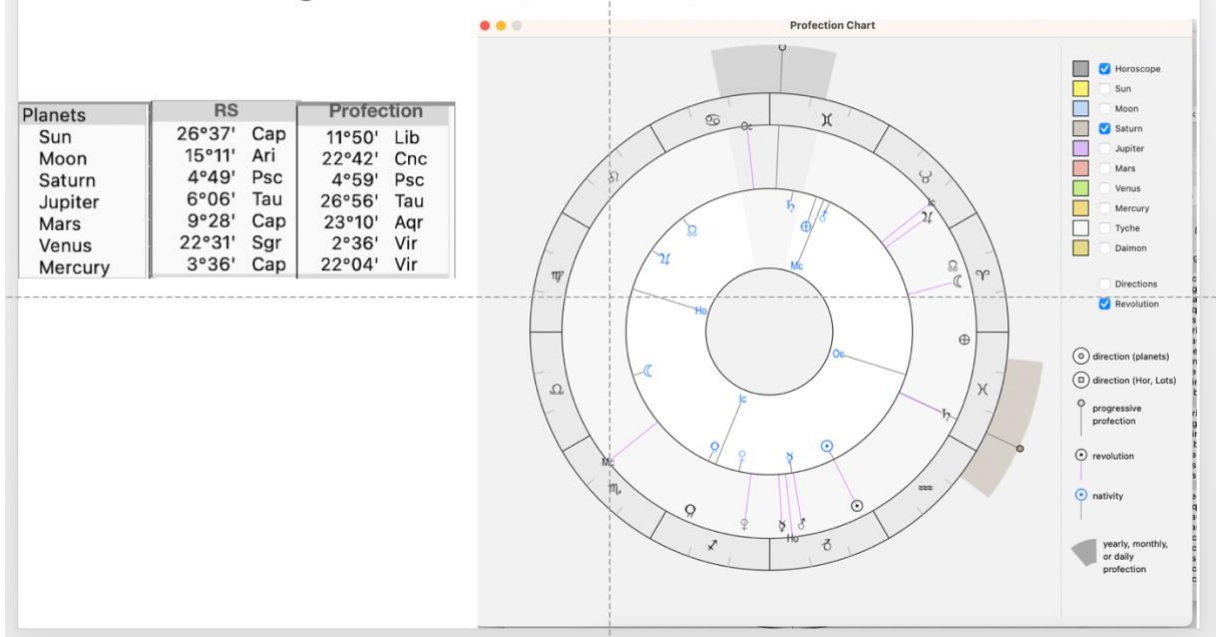 Profection Chart
Planets RS Profection
Sun 26°37' Cap 11°50' Lib
Moon 15°11' Ari 22°42' Cnc
Saturn 4°49' Psc 4°59' Psc
Jupiter 6°06' Tau 26°56' Tau
Mars 9°28' Cap 23°10' Aqr
Venus 22°31' Sgr 2°36' Vir
Mercury 3°36' Cap 22°04' Vir
Oc
Ic
Mc
Ho
Oc
Ic
Mc
Ho
Horoscope
Sun
Moon
Saturn
Jupiter
Mars
Venus
Mercury
Tyche
Daimon
Directions
Revolution
direction (planets)
direction (Hor, Lots)
progressive
profection
revolution
nativity
yearly, monthly,
or daily
profection